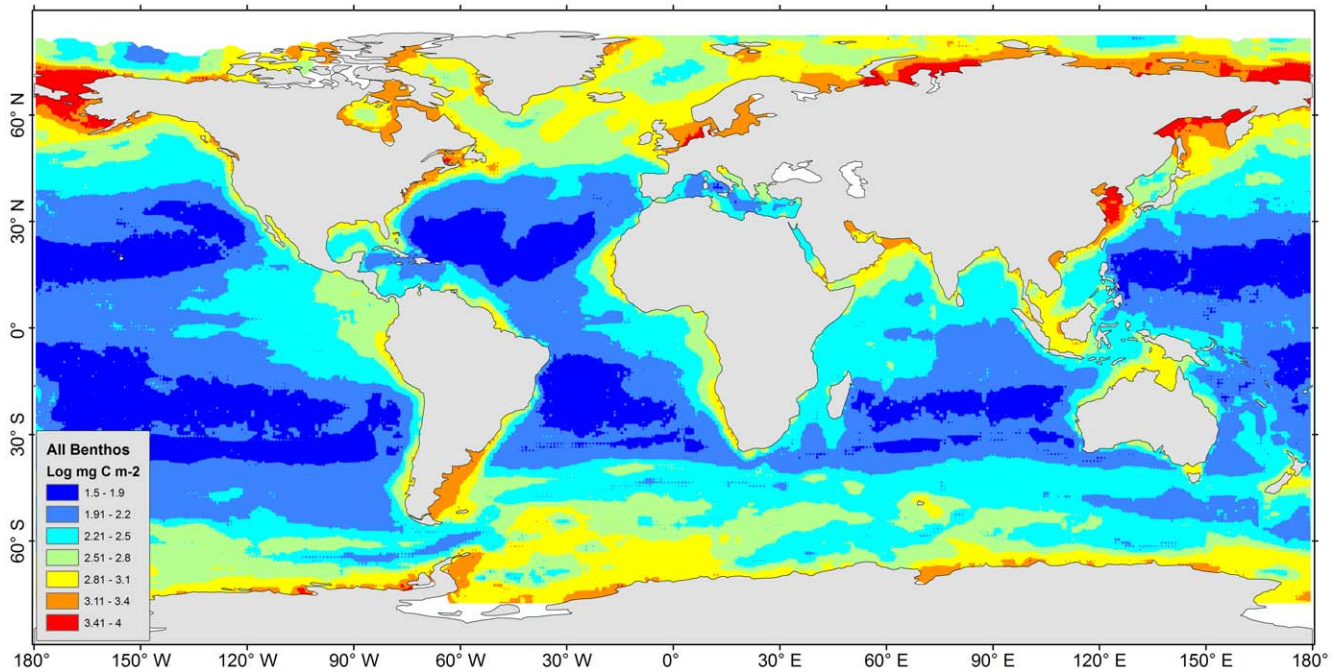 60° N
30° N
0°
30° S
60° S
All Benthos
Log mg C m-2
1.5 - 1.9
1.91 - 2.2
2.21 - 2.5
2.51 - 2.8
2.81 - 3.1
3.11 - 3.4
3.41 - 4
180° 150° W 120° W 90° W 60° W 30° W 0° 30° E 60° E 90° E 120° E 150° E 180°